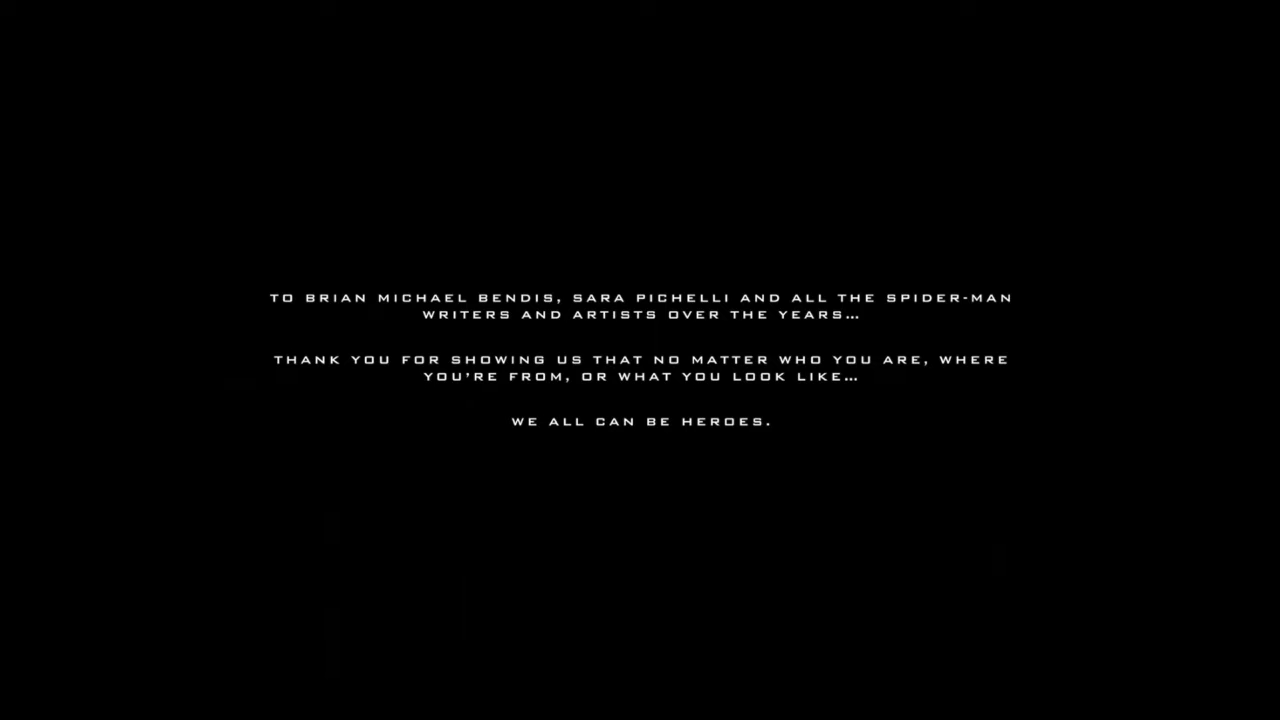 TO BRIAN MICHAEL BENDIS, SARA PICHELLI AND ALL THE SPIDER-MAN
WRITERS AND ARTISTS OVER THE YEARS…
THANK YOU FOR SHOWING US THAT NO MATTER WHO YOU ARE, WHERE
YOU'RE FROM, OR WHAT YOU LOOK LIKE…
WE ALL CAN BE HEROES.